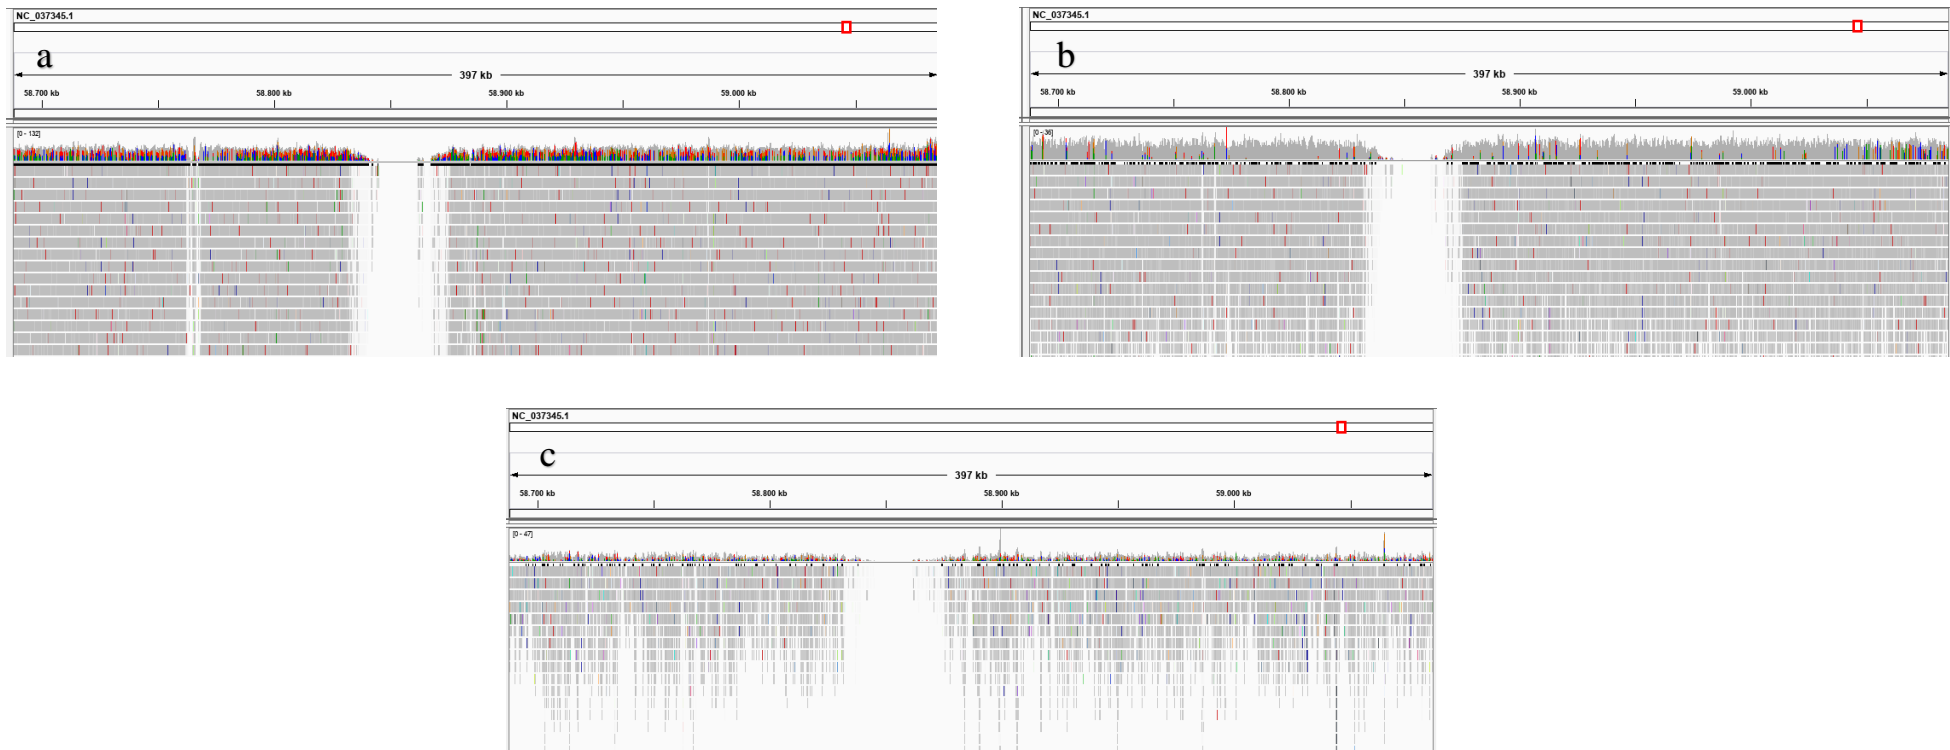 NC_037345.1
a
397 kb
58.700 kb 58.800 kb 58.900 kb 59.000 kb
[0 - 132]
NC_037345.1
b
397 kb
58.700 kb 58.800 kb 58.900 kb 59.000 kb
[0 - 36]
NC_037345.1
c
397 kb
58.700 kb 58.800 kb 58.900 kb 59.000 kb
[0 - 47]